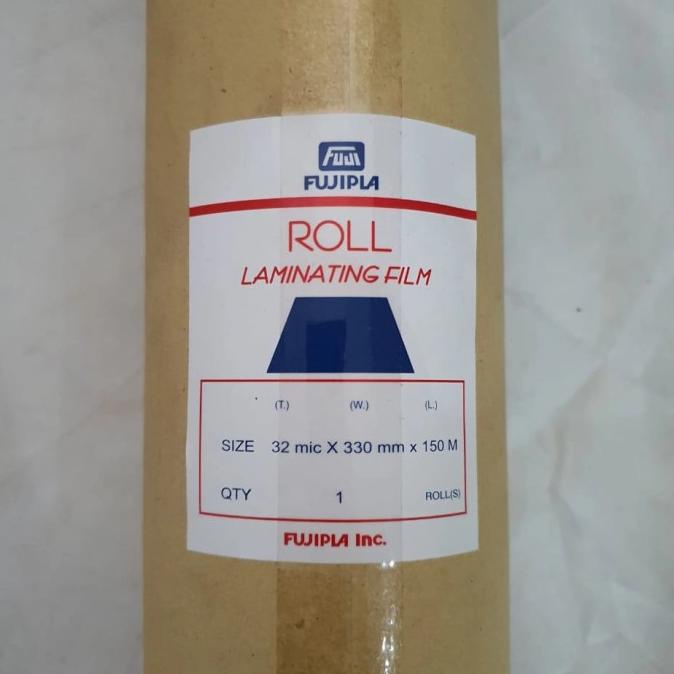 FUJI
FUJIPLA
ROLL
LAMINATING FILM
(T.) (W.) (L.)
SIZE 32 mic X 330 mm x 150 M
QTY 1 ROLL(S)
FUJIPLA Inc.